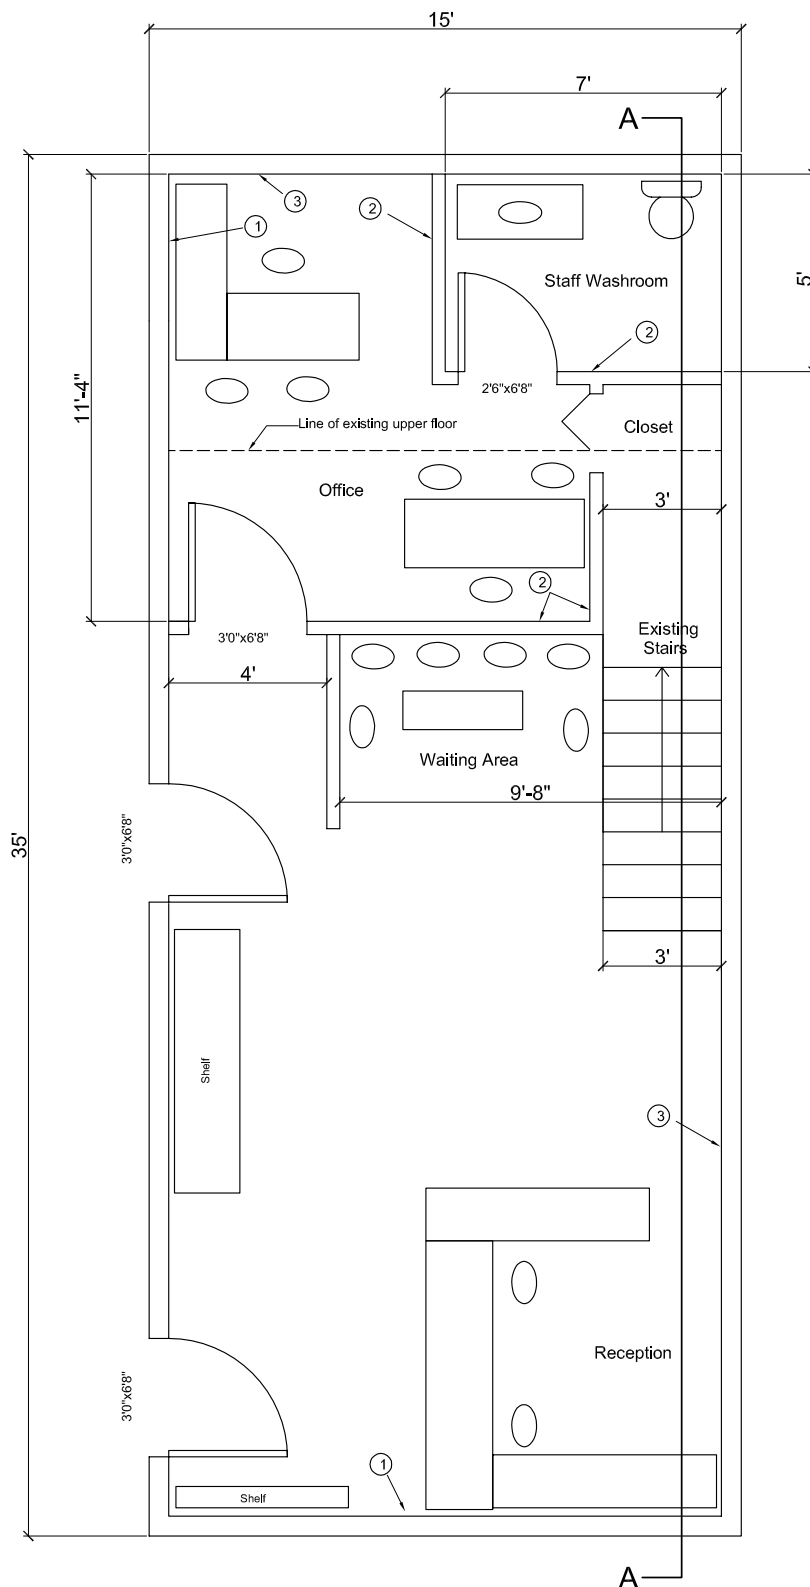 15'
7'
A
3
2
1
5'
Staff Washroom
2
2'6"x6'8"
11'-4"
Line of existing upper floor
Closet
Office
3'
2
Existing
Stairs
3'0"x6'8"
4'
Waiting Area
9'-8"
3'0"x6'8"
35'
3'
Shelf
3
Reception
3'0"x6'8"
1
Shelf
A